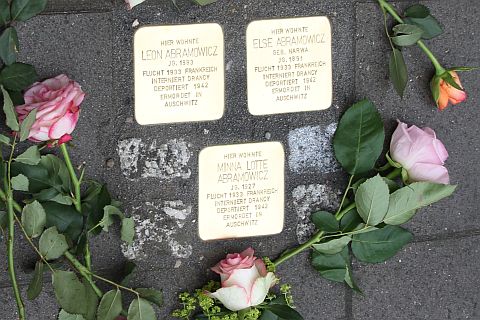 HIER WOHNTE
LEON ABRAMOWICZ
JG. 1893
FLUCHT 1933 FRANKREICH
INTERNIERT DRANCY
DEPORTIERT 1942
ERMORDET IN
AUSCHWITZ
HIER WOHNTE
ELSE ABRAMOWICZ
GEB. NARWA
JG. 1891
FLUCHT 1933 FRANKREICH
INTERNIERT DRANCY
DEPORTIERT 1942
ERMORDET IN
AUSCHWITZ
HIER WOHNTE
MINNA LOTTE
ABRAMOWICZ
JG. 1927
FLUCHT 1933 FRANKREICH
INTERNIERT DRANCY
DEPORTIERT 1942
ERMORDET IN
AUSCHWITZ